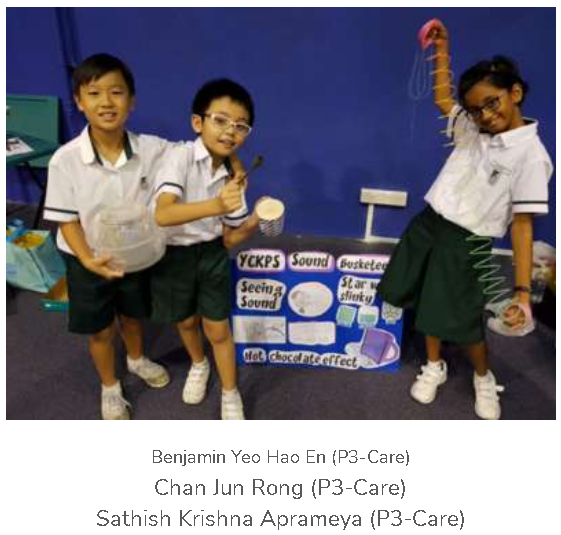 YCKPS Sound Busketeers
Seeing Sound
Star w slinky
Hot chocolate effect
Benjamin Yeo Hao En (P3-Care)
Chan Jun Rong (P3-Care)
Sathish Krishna Aprameya (P3-Care)